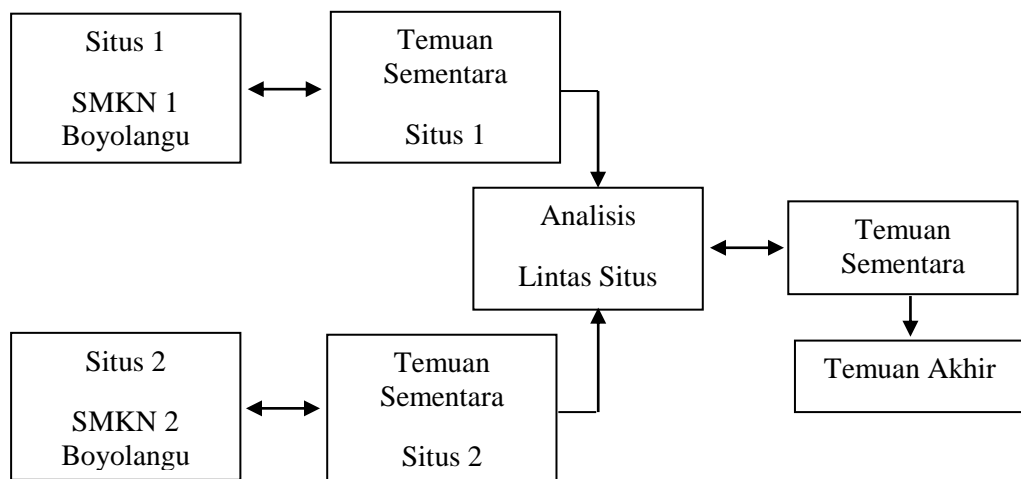 Situs 1
SMKN 1
Boyolangu
Temuan
Sementara
Situs 1
Analisis
Lintas Situs
Temuan
Sementara
Temuan Akhir
Situs 2
SMKN 2
Boyolangu
Temuan
Sementara
Situs 2